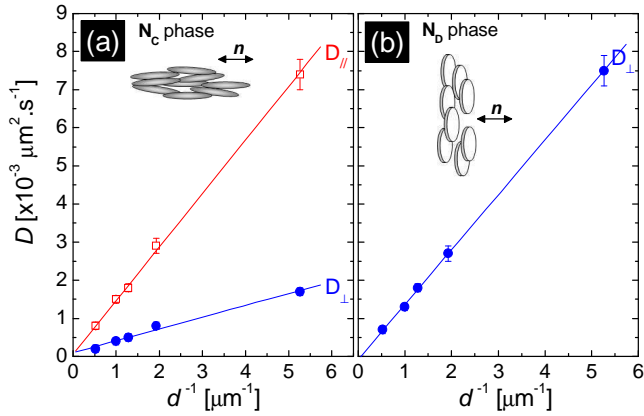 (a) N_C phase
n
D_//
D_⊥
9
8
7
6
5
4
3
2
1
0
D [x10⁻³ μm².s⁻¹]
0 1 2 3 4 5 6
d⁻¹ [μm⁻¹]
(b) N_D phase
n
D_⊥
0 1 2 3 4 5 6
d⁻¹ [μm⁻¹]